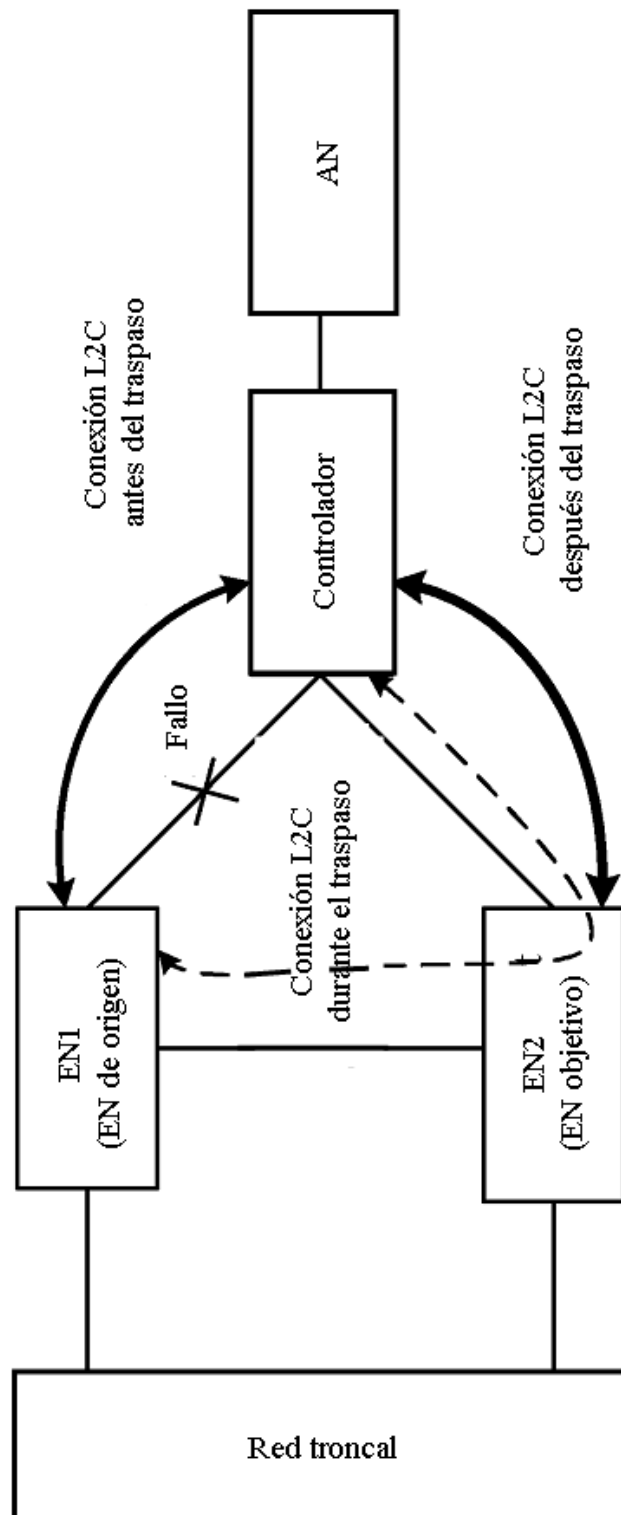 AN
Conexión L2C
antes del traspaso
Controlador
Conexión L2C
después del traspaso
Fallo
Conexión L2C
durante el traspaso
EN1
(EN de origen)
t
EN2
(EN objetivo)
Red troncal